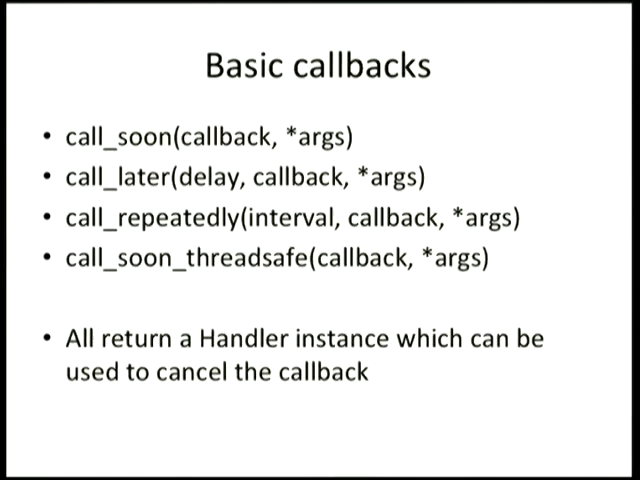 Basic callbacks
• call_soon(callback, *args)
• call_later(delay, callback, *args)
• call_repeatedly(interval, callback, *args)
• call_soon_threadsafe(callback, *args)
• All return a Handler instance which can be
used to cancel the callback